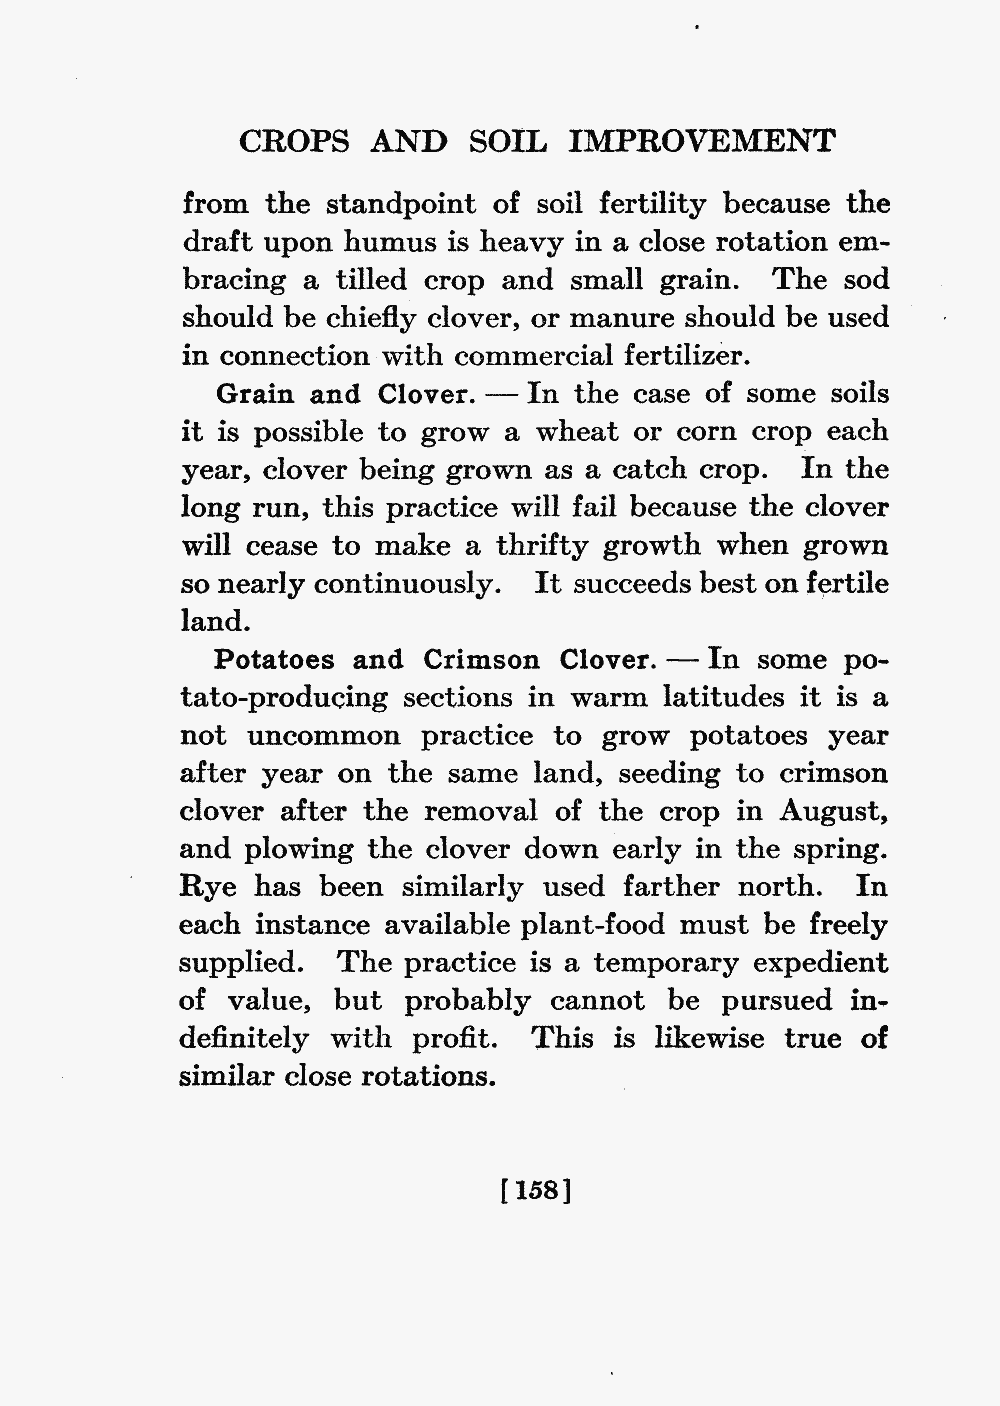 CROPS AND SOIL IMPROVEMENT
from the standpoint of soil fertility because the
draft upon humus is heavy in a close rotation em-
bracing a tilled crop and small grain. The sod
should be chiefly clover, or manure should be used
in connection with commercial fertilizer.
Grain and Clover. — In the case of some soils
it is possible to grow a wheat or corn crop each
year, clover being grown as a catch crop. In the
long run, this practice will fail because the clover
will cease to make a thrifty growth when grown
so nearly continuously. It succeeds best on fertile
land.
Potatoes and Crimson Clover. — In some po-
tato-producing sections in warm latitudes it is a
not uncommon practice to grow potatoes year
after year on the same land, seeding to crimson
clover after the removal of the crop in August,
and plowing the clover down early in the spring.
Rye has been similarly used farther north. In
each instance available plant-food must be freely
supplied. The practice is a temporary expedient
of value, but probably cannot be pursued in-
definitely with profit. This is likewise true of
similar close rotations.
[158]